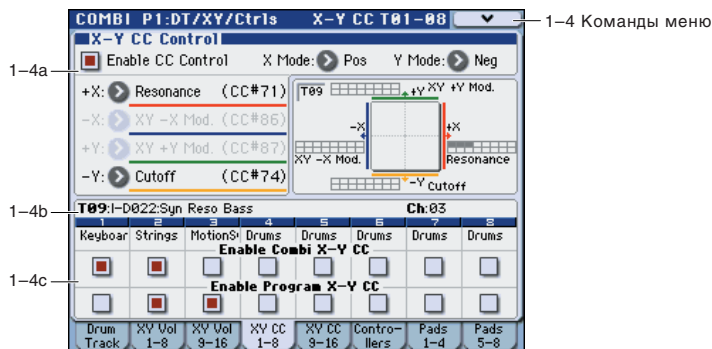 COMBI P1:DT/XY/Ctrls X-Y CC T01-08
1–4 Команды меню
X-Y CC Control
Enable CC Control X Mode: Pos Y Mode: Neg
1–4a
+X: Resonance (CC#71)
-X: XY -X Mod. (CC#86)
+Y: XY +Y Mod. (CC#87)
-Y: Cutoff (CC#74)
T09 +Y XY +Y Mod.
-X +X
XY -X Mod. Resonance
-Y Cutoff
1–4b
T09:I-D022:Syn Reso Bass Ch:03
1 2 3 4 5 6 7 8
Keyboar Strings MotionS Drums Drums Drums Drums Drums
Enable Combi X-Y CC
1–4c
Enable Program X-Y CC
Drum Track XY Vol 1-8 XY Vol 9-16 XY CC 1-8 XY CC 9-16 Contro-llers Pads 1-4 Pads 5-8